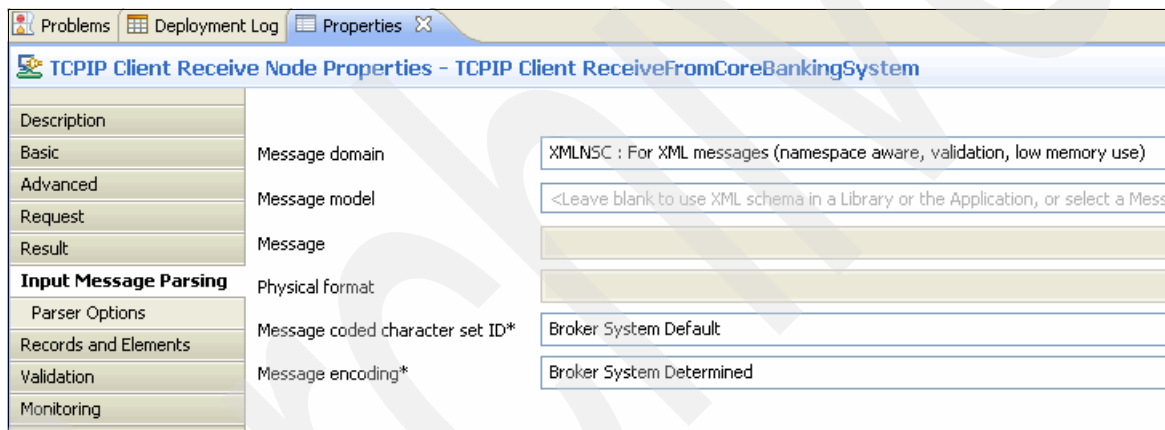 Problems Deployment Log Properties
TCPIP Client Receive Node Properties - TCPIP Client ReceiveFromCoreBankingSystem
Description
Basic
Message domain XMLNSC : For XML messages (namespace aware, validation, low memory use)
Advanced
Message model <Leave blank to use XML schema in a Library or the Application, or select a Mess
Request
Result
Message
Input Message Parsing
Physical format
Parser Options
Message coded character set ID* Broker System Default
Records and Elements
Validation
Message encoding* Broker System Determined
Monitoring